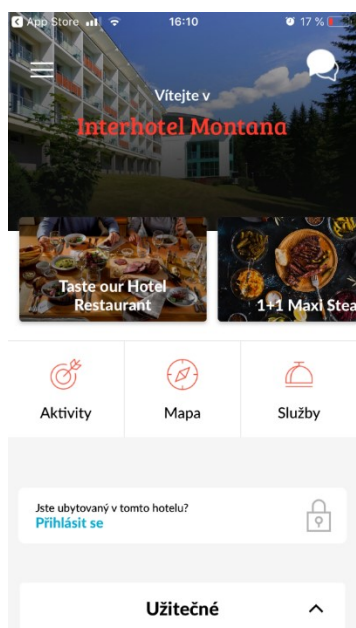 App Store
16:10
17 %
Vítejte v
Interhotel Montana
Taste our Hotel
Restaurant
1+1 Maxi Stea
Aktivity
Mapa
Služby
Jste ubytovaný v tomto hotelu?
Přihlásit se
Užitečné